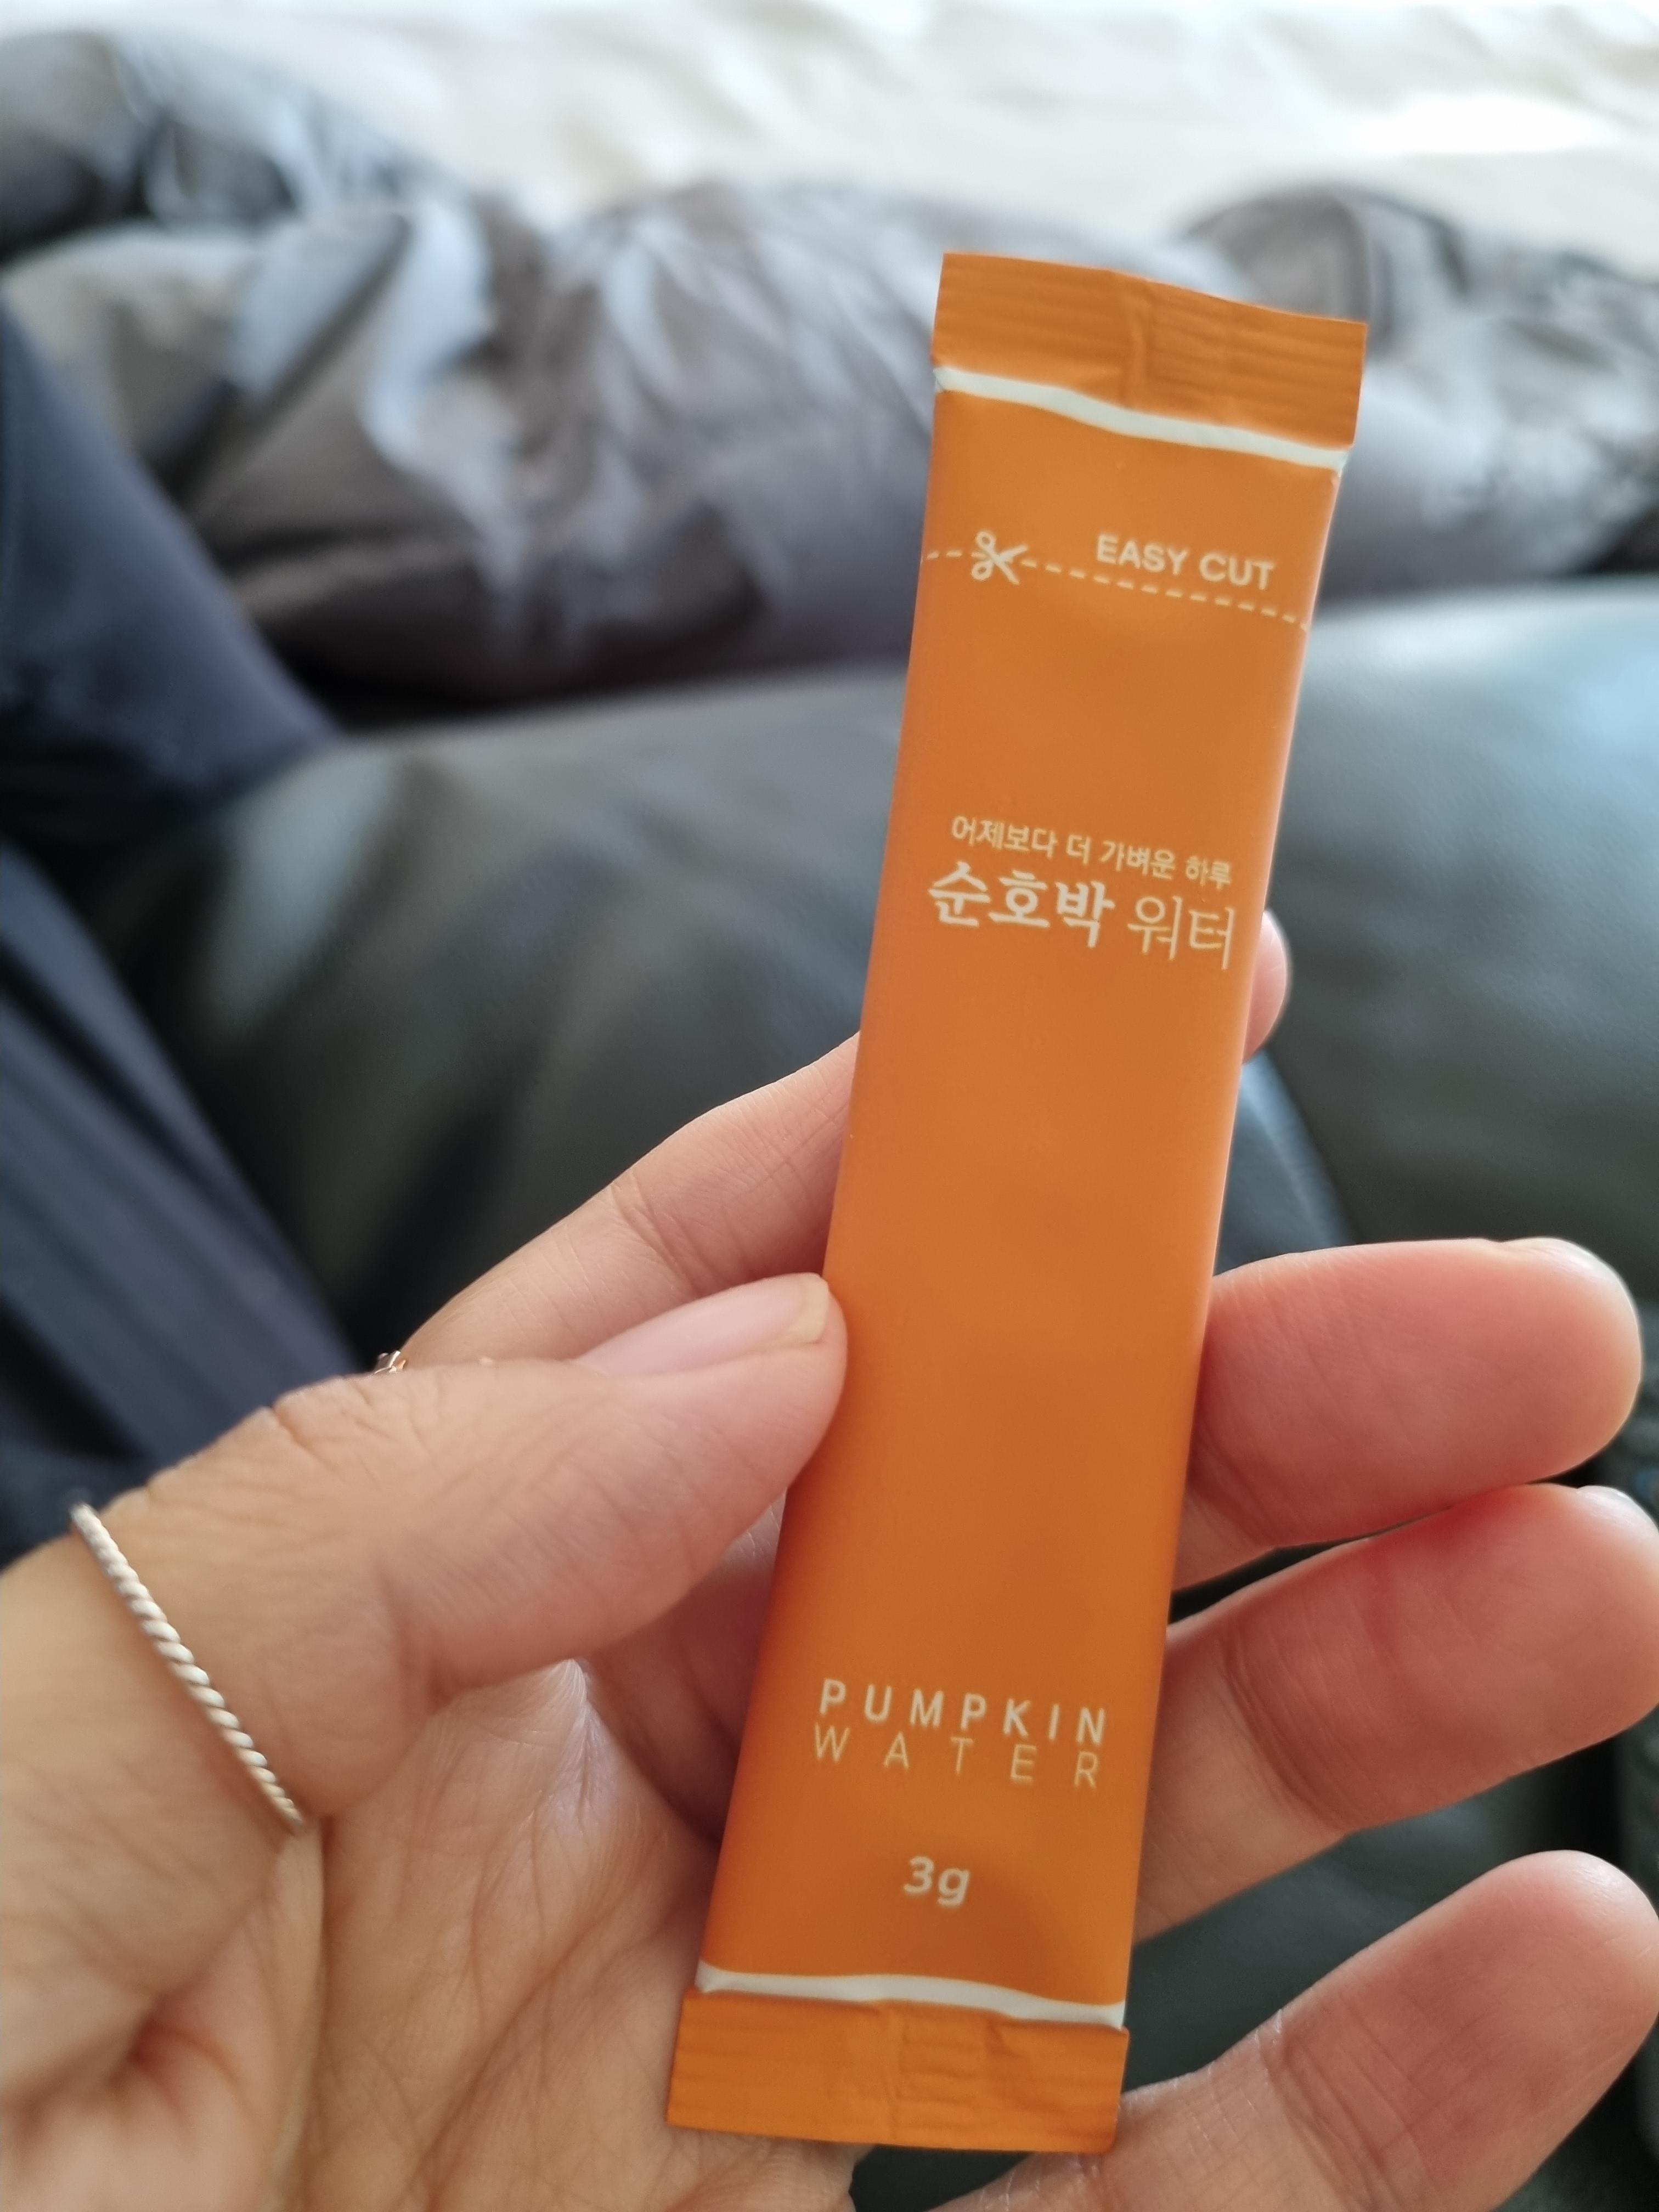 EASY CUT
어제보다 더 가벼운 하루
순호박 워터
PUMPKIN
WATER
3g